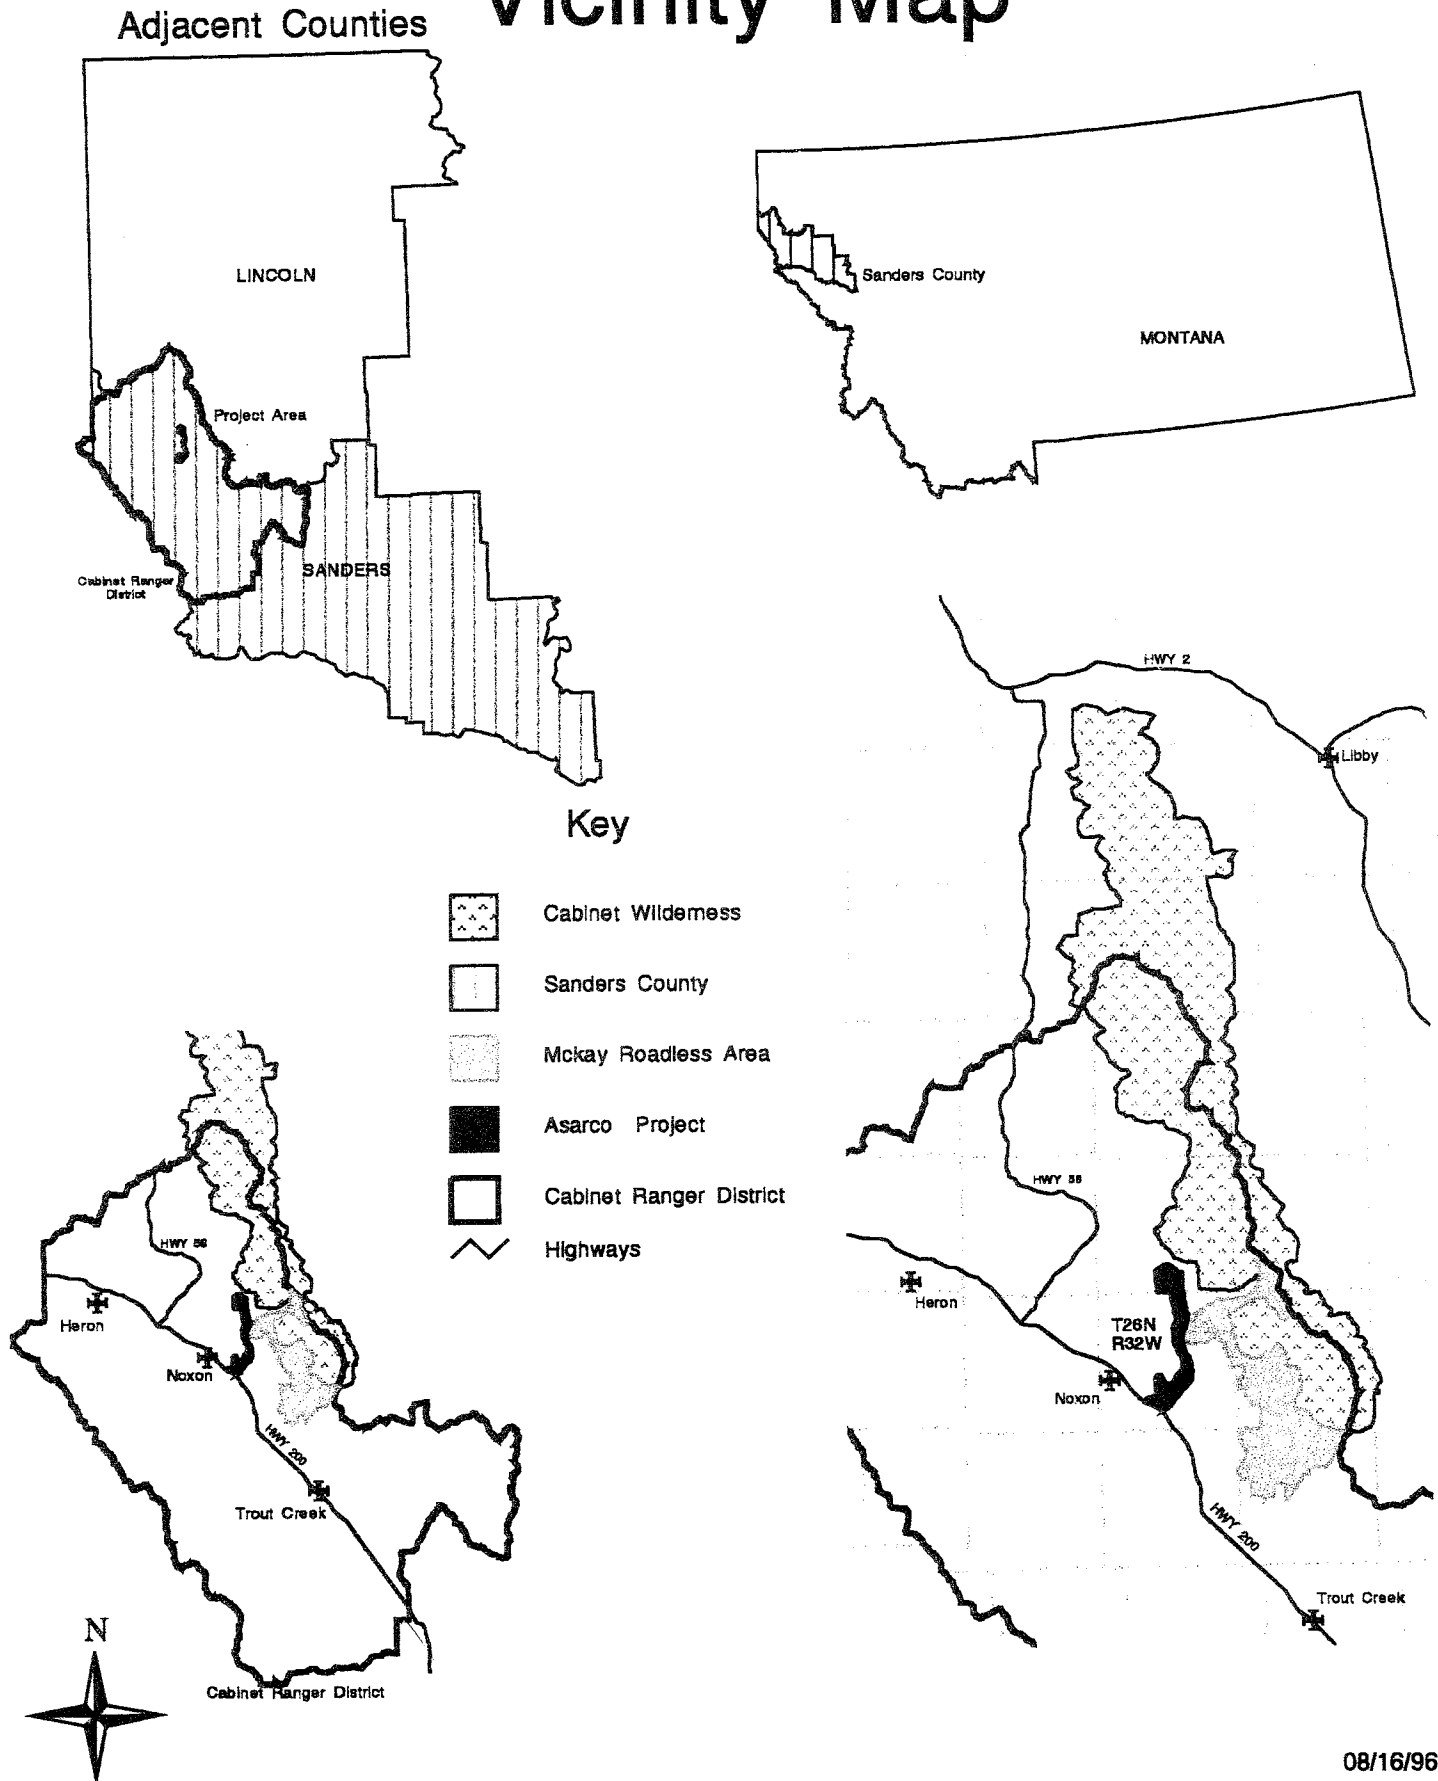 Vicinity Map
Adjacent Counties
LINCOLN
Project Area
SANDERS
Cabinet Ranger
District
Sanders County
MONTANA
Key
Cabinet Wilderness
Sanders County
Mckay Roadless Area
Asarco Project
Cabinet Ranger District
Highways
HWY 56
Heron
Noxon
HWY 200
Trout Creek
Cabinet Ranger District
N
HWY 2
Libby
HWY 56
Heron
T26N
R32W
Noxon
HWY 200
Trout Creek
08/16/96